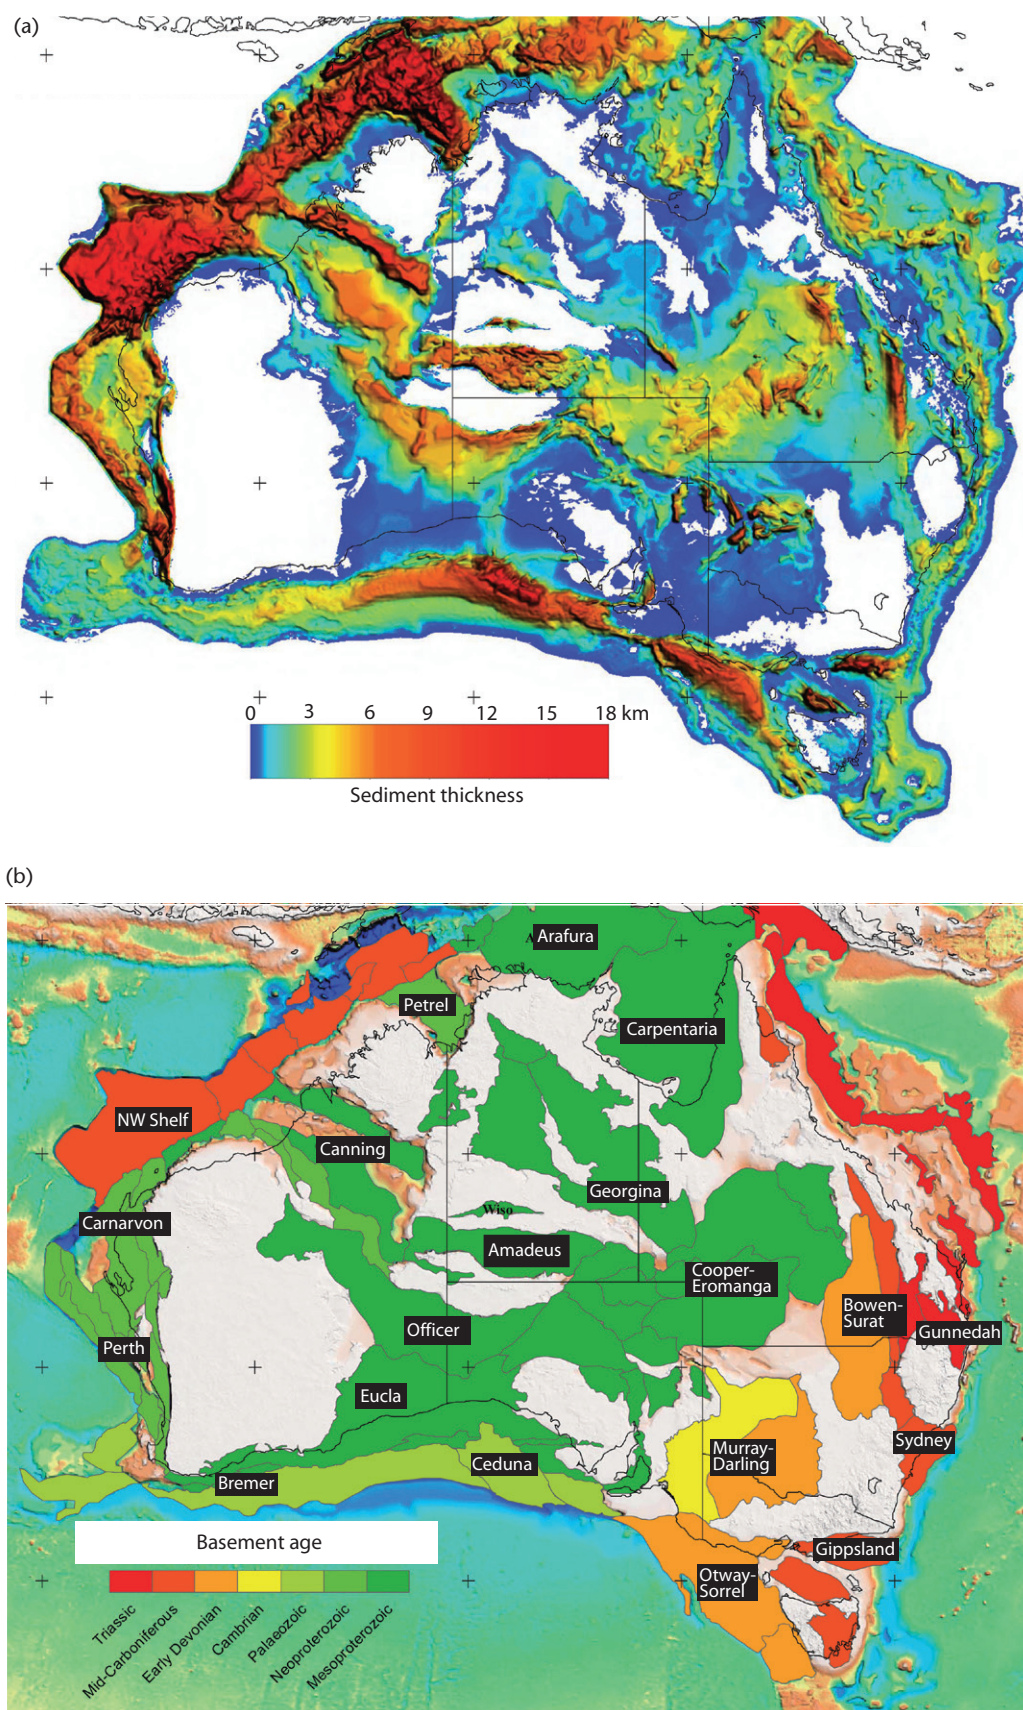 (a)
0 3 6 9 12 15 18 km
Sediment thickness
(b)
Arafura
Petrel
Carpentaria
NW Shelf
Canning
Georgina
Carnarvon
Wiso
Amadeus
Cooper-
Eromanga
Bowen-
Surat
Officer
Gunnedah
Perth
Eucla
Sydney
Murray-
Darling
Ceduna
Bremer
Basement age
Gippsland
Otway-
Sorrel
Triassic
Mid-Carboniferous
Early Devonian
Cambrian
Palaeozoic
Neoproterozoic
Mesoproterozoic